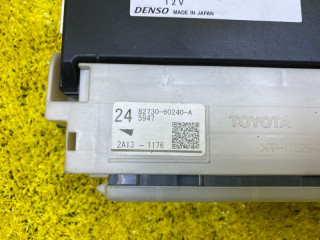 12V
DENSO MADE IN JAPAN
24
82730-60240-A
5947
2A13 - 1176
TOYOTA